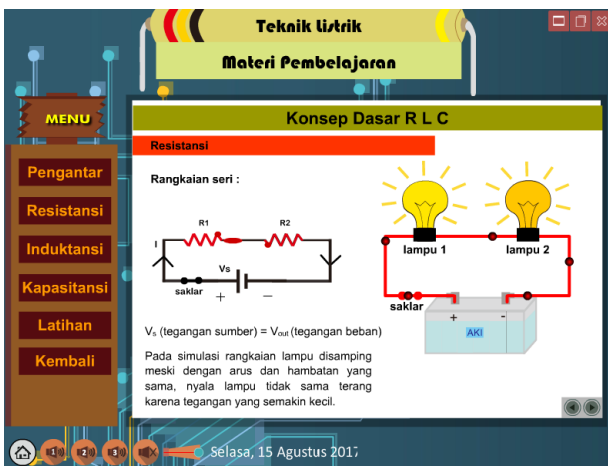 Teknik Listrik
Materi Pembelajaran
MENU
Pengantar
Resistansi
Induktansi
Kapasitansi
Latihan
Kembali
Konsep Dasar R L C
Resistansi
Rangkaian seri :
R1
R2
I
Vs
saklar
+
−
lampu 1
lampu 2
saklar
+
-
AKI
Vs (tegangan sumber) = Vout (tegangan beban)
Pada simulasi rangkaian lampu disamping
meski dengan arus dan hambatan yang
sama, nyala lampu tidak sama terang
karena tegangan yang semakin kecil.
1
2
3
Selasa, 15 Agustus 2017